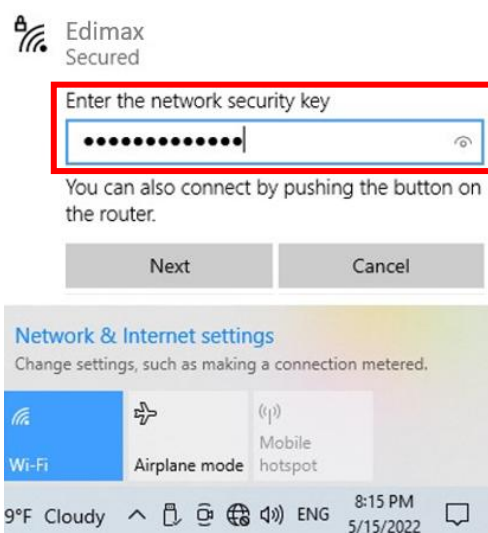 Edimax
Secured
Enter the network security key
•••••••••••••
You can also connect by pushing the button on
the router.
Next Cancel
Network & Internet settings
Change settings, such as making a connection metered.
Wi-Fi Airplane mode Mobile
hotspot
9°F Cloudy ENG 8:15 PM
5/15/2022